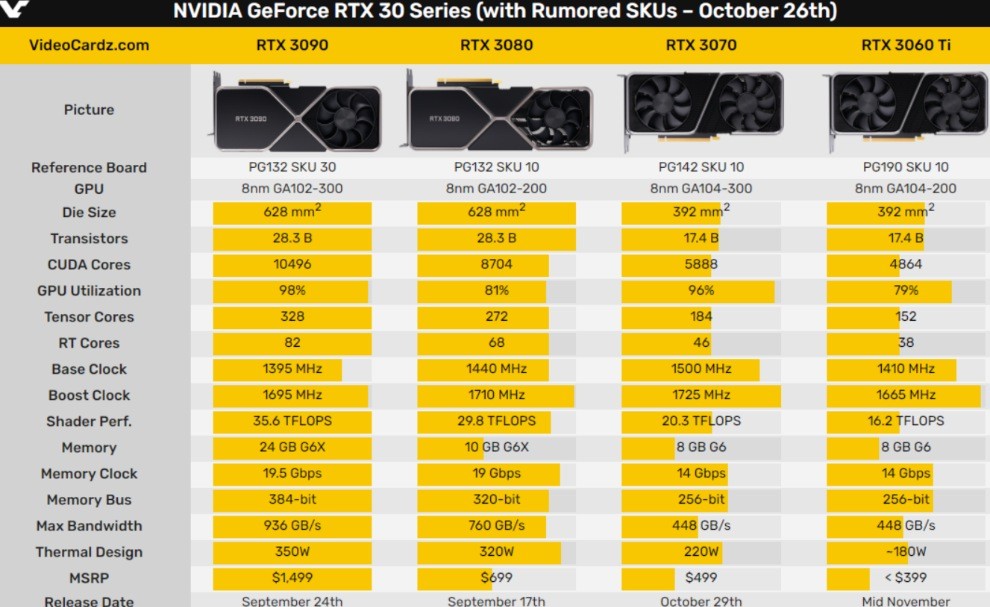 NVIDIA GeForce RTX 30 Series (with Rumored SKUs – October 26th)
VideoCardz.com RTX 3090 RTX 3080 RTX 3070 RTX 3060 Ti
Picture RTX 3090 RTX 3080
Reference Board PG132 SKU 30 PG132 SKU 10 PG142 SKU 10 PG190 SKU 10
GPU 8nm GA102-300 8nm GA102-200 8nm GA104-300 8nm GA104-200
Die Size 628 mm² 628 mm² 392 mm² 392 mm²
Transistors 28.3 B 28.3 B 17.4 B 17.4 B
CUDA Cores 10496 8704 5888 4864
GPU Utilization 98% 81% 96% 79%
Tensor Cores 328 272 184 152
RT Cores 82 68 46 38
Base Clock 1395 MHz 1440 MHz 1500 MHz 1410 MHz
Boost Clock 1695 MHz 1710 MHz 1725 MHz 1665 MHz
Shader Perf. 35.6 TFLOPS 29.8 TFLOPS 20.3 TFLOPS 16.2 TFLOPS
Memory 24 GB G6X 10 GB G6X 8 GB G6 8 GB G6
Memory Clock 19.5 Gbps 19 Gbps 14 Gbps 14 Gbps
Memory Bus 384-bit 320-bit 256-bit 256-bit
Max Bandwidth 936 GB/s 760 GB/s 448 GB/s 448 GB/s
Thermal Design 350W 320W 220W ~180W
MSRP $1,499 $699 $499 < $399
Release Date September 24th September 17th October 29th Mid November